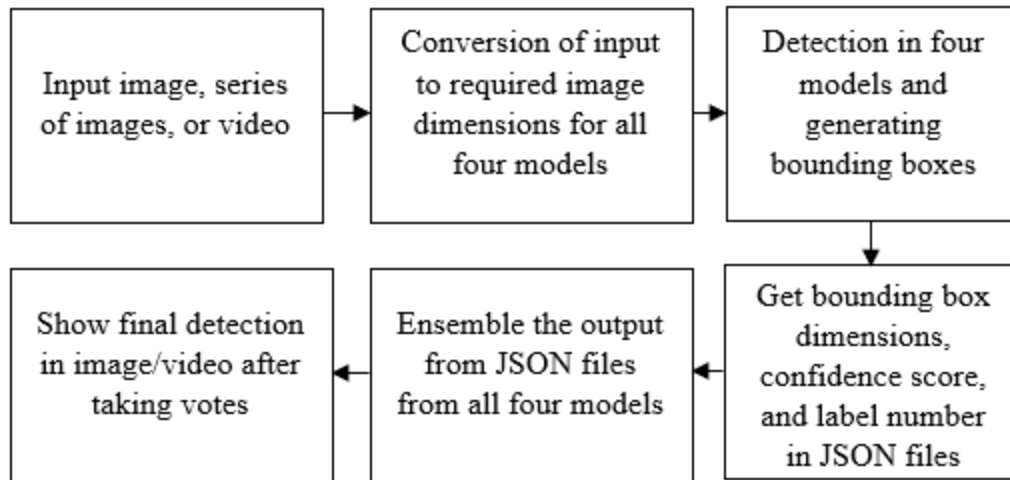 Input image, series
of images, or video
Conversion of input
to required image
dimensions for all
four models
Detection in four
models and
generating
bounding boxes
Get bounding box
dimensions,
confidence score,
and label number
in JSON files
Ensemble the output
from JSON files
from all four models
Show final detection
in image/video after
taking votes